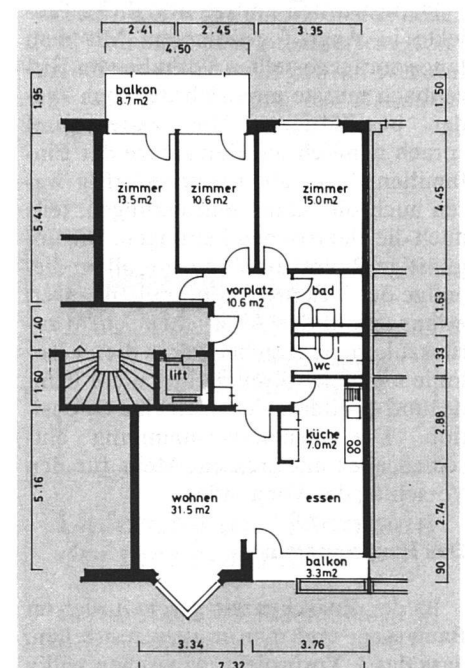 2.41 2.45 3.35
4.50
balkon
8.7 m2
1.95
50
zimmer
13.5 m2
zimmer
10.6 m2
zimmer
15.0 m2
5.41
4.45
vorplatz
10.6 m2
bad
1.40
1.63
lift
wc
1.33
1.60
küche
7.0 m2
2.88
wohnen
31.5 m2
essen
5.16
2.74
balkon
3.3 m2
90
3.34 3.76
7.32